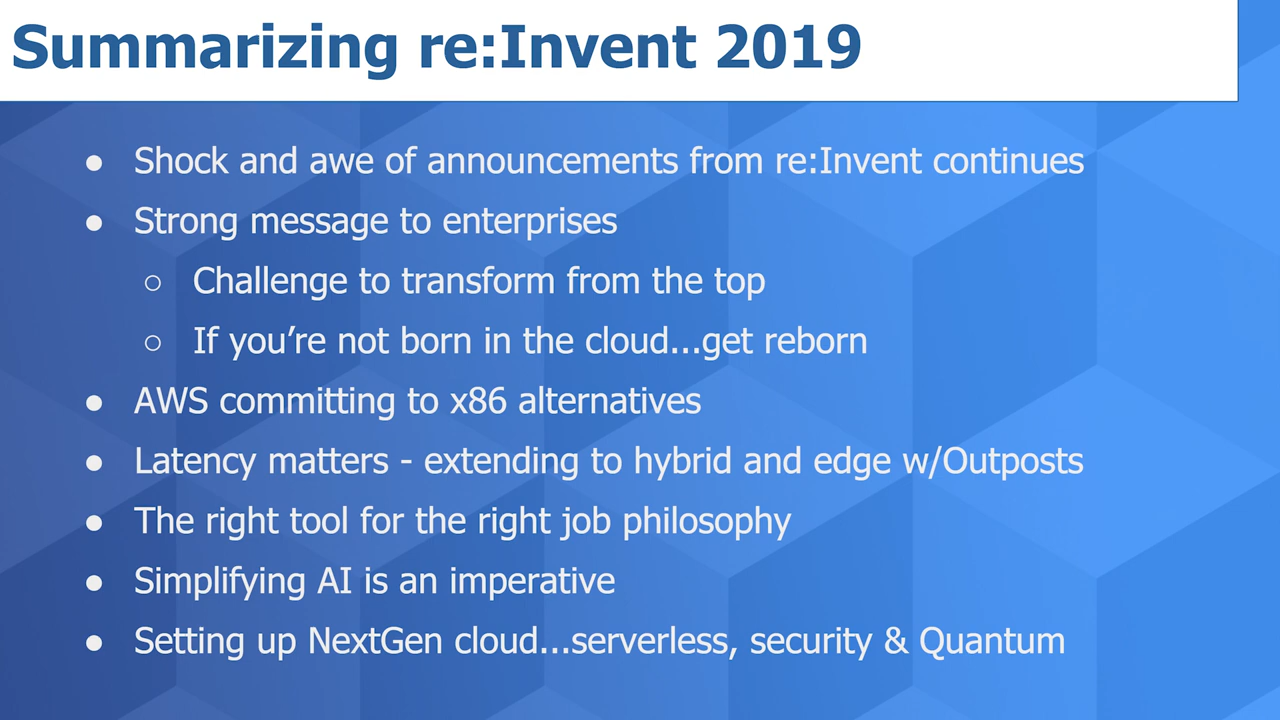 Summarizing re:Invent 2019
● Shock and awe of announcements from re:Invent continues
● Strong message to enterprises
○ Challenge to transform from the top
○ If you’re not born in the cloud...get reborn
● AWS committing to x86 alternatives
● Latency matters - extending to hybrid and edge w/Outposts
● The right tool for the right job philosophy
● Simplifying AI is an imperative
● Setting up NextGen cloud...serverless, security & Quantum